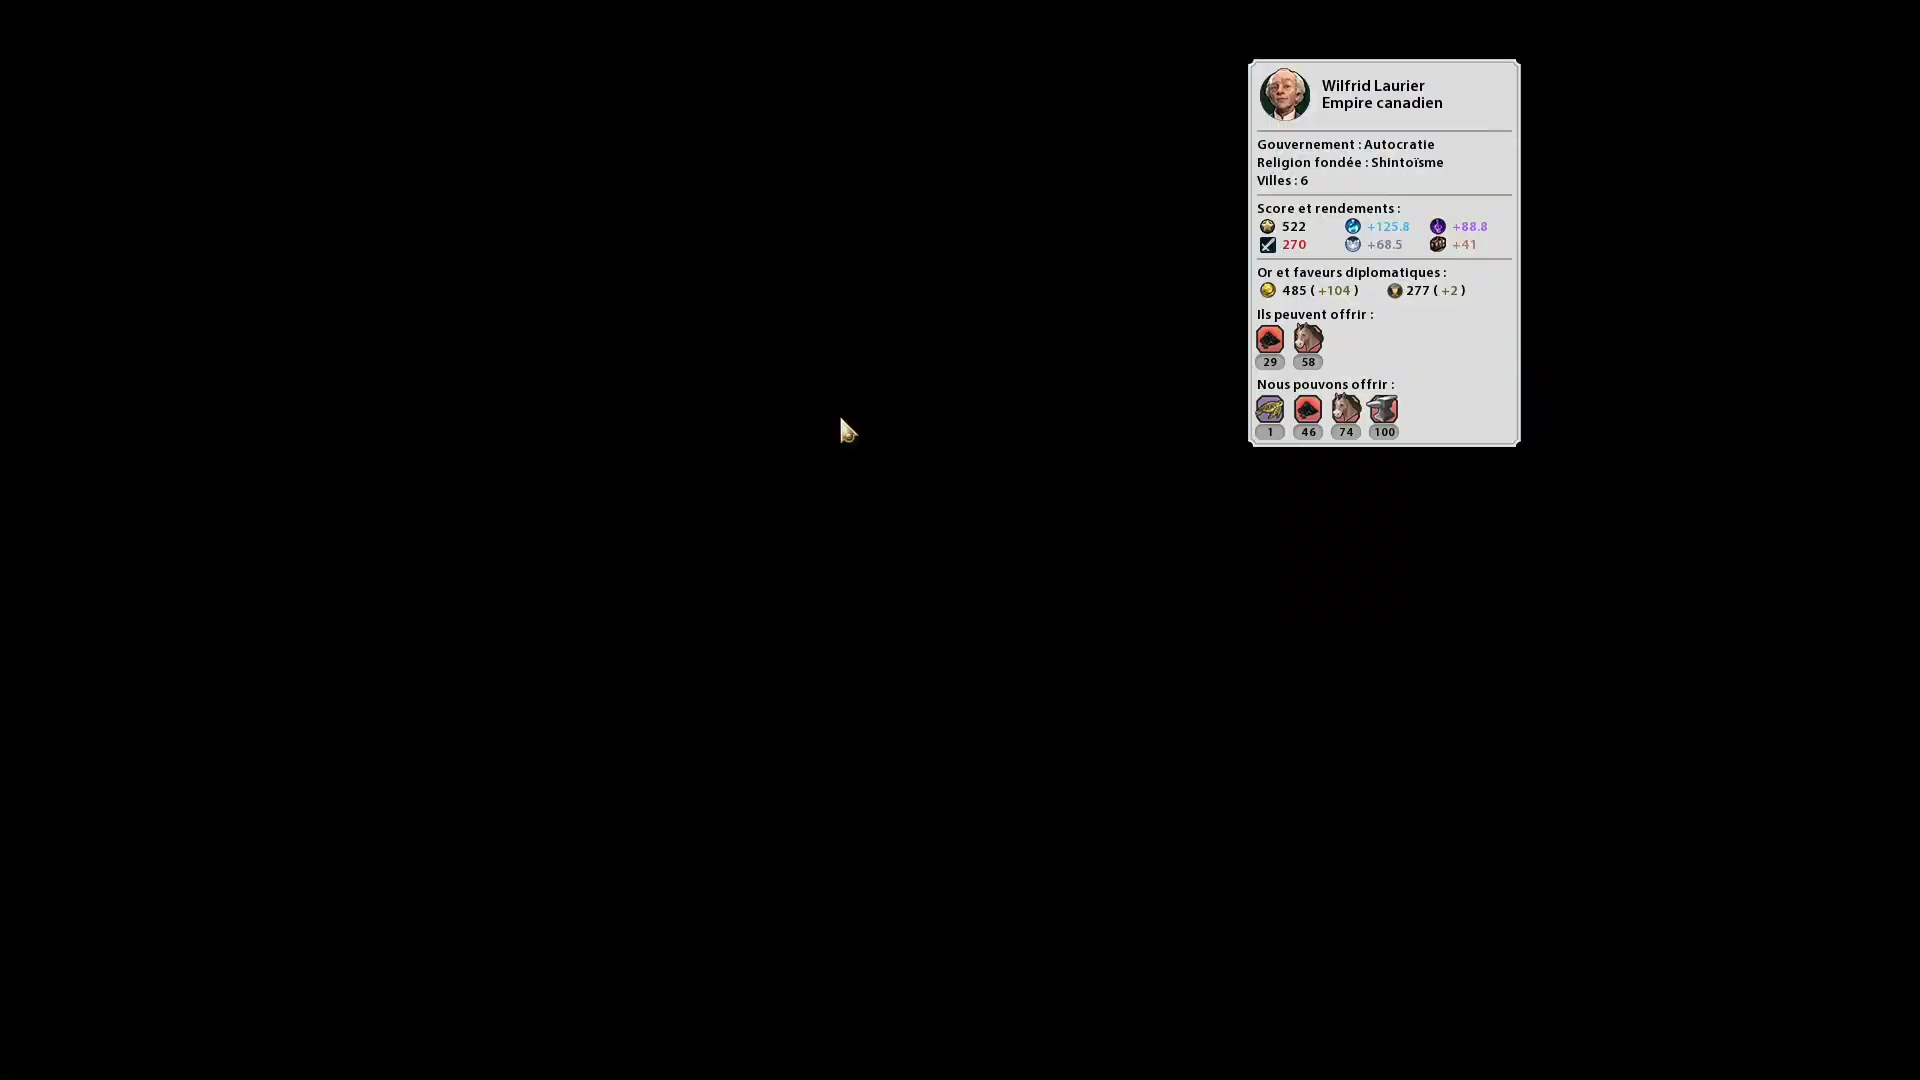 Wilfrid Laurier
Empire canadien
Gouvernement : Autocratie
Religion fondée : Shintoïsme
Villes : 6
Score et rendements :
522 +125.8 +88.8
270 +68.5 +41
Or et faveurs diplomatiques :
485 ( +104 ) 277 ( +2 )
Ils peuvent offrir :
29 58
Nous pouvons offrir :
1 46 74 100